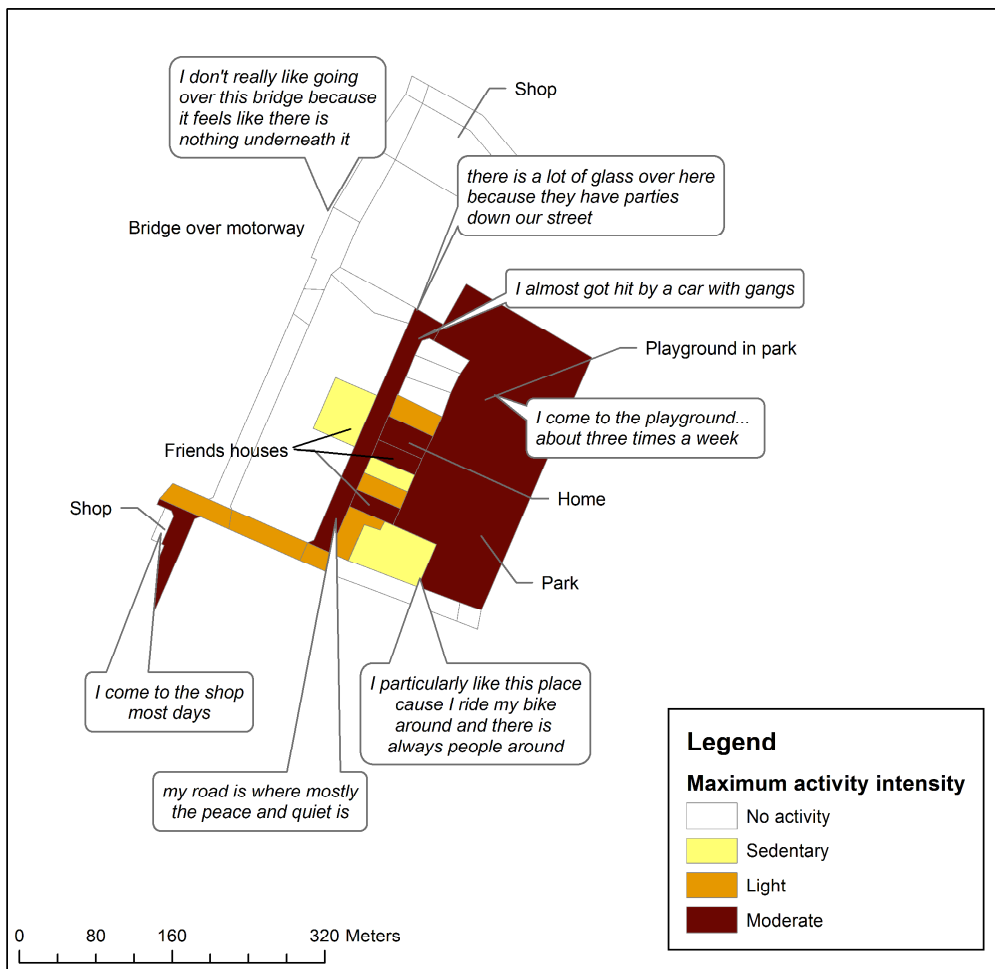 I don't really like going
over this bridge because
it feels like there is
nothing underneath it
Shop
there is a lot of glass over here
because they have parties
down our street
Bridge over motorway
I almost got hit by a car with gangs
Playground in park
I come to the playground...
about three times a week
Friends houses
Home
Shop
Park
I come to the shop
most days
I particularly like this place
cause I ride my bike
around and there is
always people around
my road is where mostly
the peace and quiet is
Legend
Maximum activity intensity
No activity
Sedentary
Light
Moderate
0 80 160 320 Meters